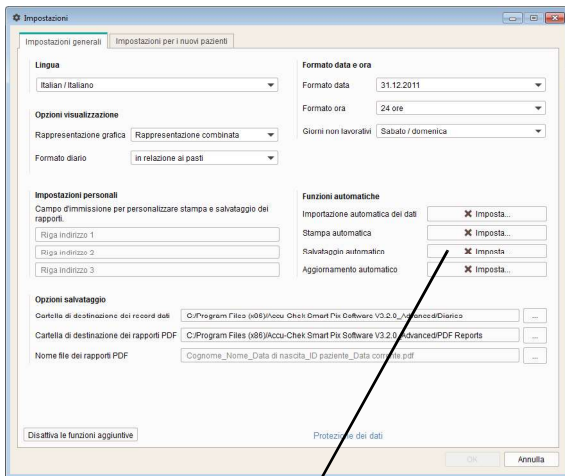 Impostazioni
Impostazioni generali
Impostazioni per i nuovi pazienti
Lingua
Italian / Italiano
Opzioni visualizzazione
Rappresentazione grafica
Rappresentazione combinata
Formato diario
in relazione ai pasti
Formato data e ora
Formato data
31.12.2011
Formato ora
24 ore
Giorni non lavorativi
Sabato / domenica
Impostazioni personali
Campo d'immissione per personalizzare stampa e salvataggio dei
rapporti.
Riga indirizzo 1
Riga indirizzo 2
Riga indirizzo 3
Funzioni automatiche
Importazione automatica dei dati
Imposta...
Stampa automatica
Imposta...
Salvataggio automatico
Imposta...
Aggiornamento automatico
Imposta...
Opzioni salvataggio
Cartella di destinazione dei record dati
C:/Program Files (x86)/Accu-Chek Smart Pix Software V3.2.0_Advanced/Diaries
...
Cartella di destinazione dei rapporti PDF
C:/Program Files (x86)/Accu-Chek Smart Pix Software V3.2.0_Advanced/PDF Reports
...
Nome file dei rapporti PDF
Cognome_Nome_Data di nascita_ID paziente_Data corrente.pdf
...
Disattiva le funzioni aggiuntive
Protezione dei dati
OK
Annulla